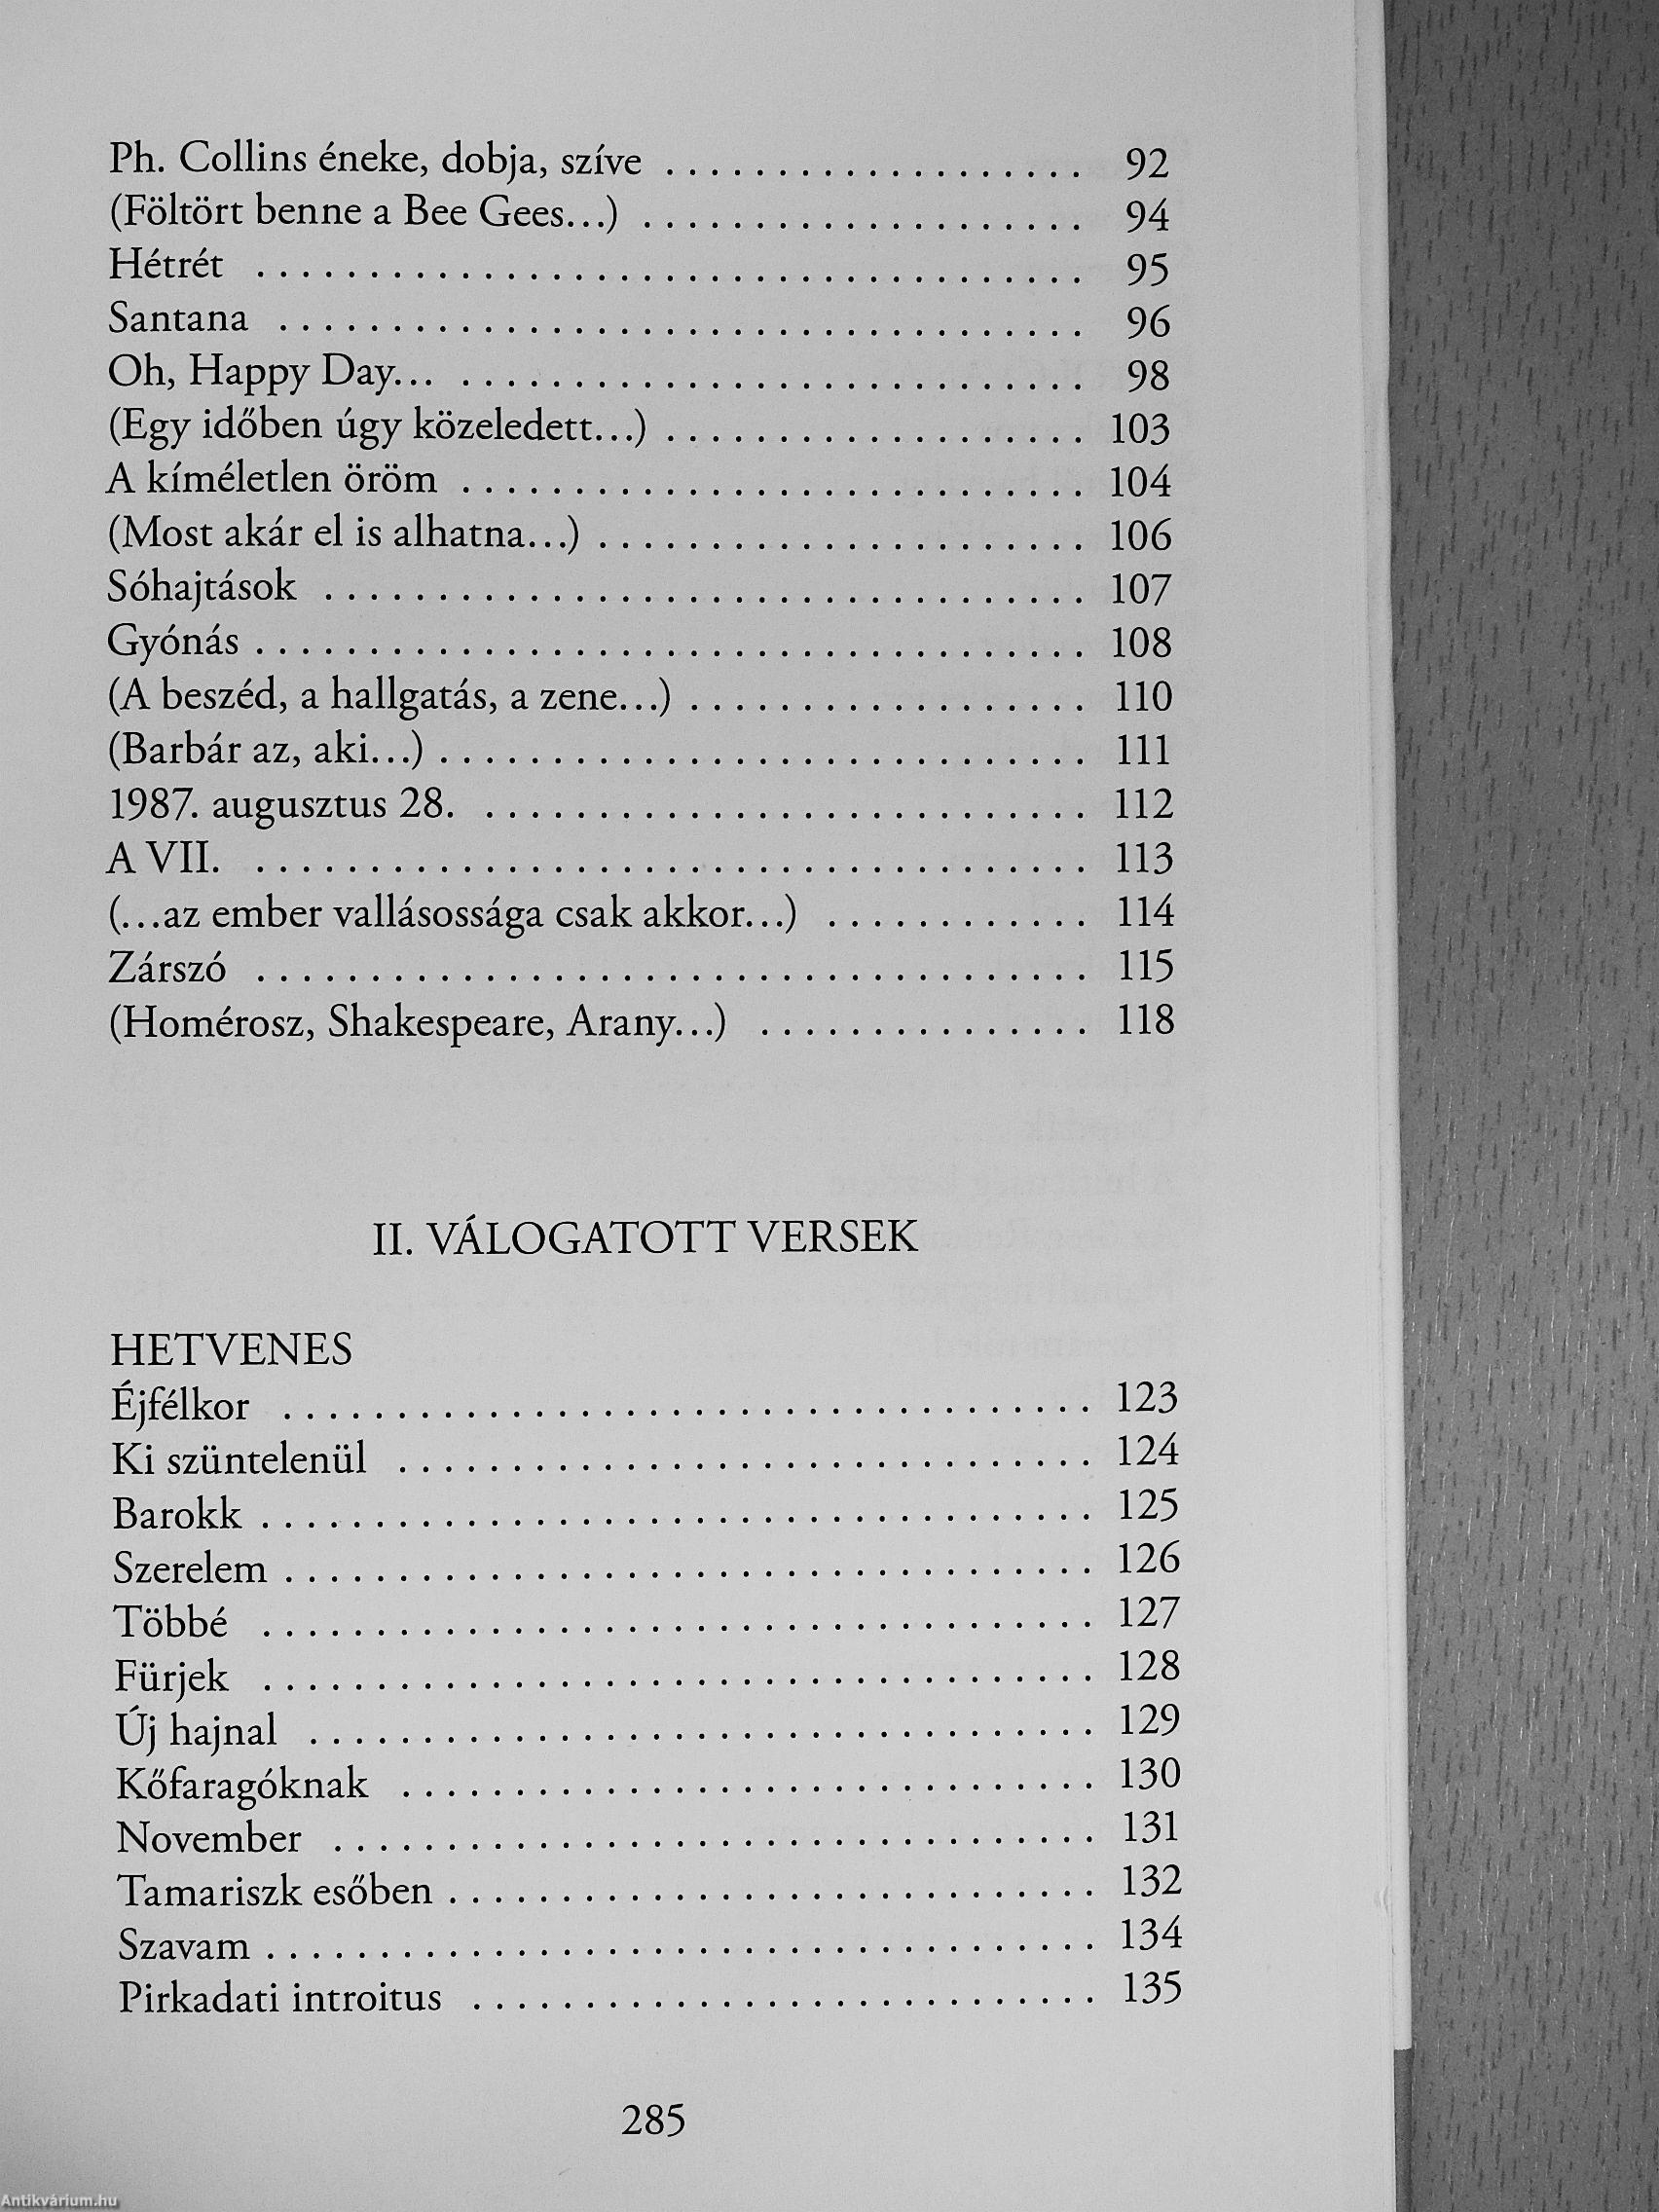 Ph. Collins éneke, dobja, szíve . . . . . . . . . . . . . . . . . . . 92
(Föltört benne a Bee Gees...) . . . . . . . . . . . . . . . . . . . . 94
Hétrét . . . . . . . . . . . . . . . . . . . . . . . . . . . . . . . . . . . . . 95
Santana . . . . . . . . . . . . . . . . . . . . . . . . . . . . . . . . . . . . 96
Oh, Happy Day... . . . . . . . . . . . . . . . . . . . . . . . . . . . . 98
(Egy időben úgy közeledett...) . . . . . . . . . . . . . . . . . . . 103
A kíméletlen öröm . . . . . . . . . . . . . . . . . . . . . . . . . . . . 104
(Most akár el is alhatna...) . . . . . . . . . . . . . . . . . . . . . . 106
Sóhajtások . . . . . . . . . . . . . . . . . . . . . . . . . . . . . . . . . . 107
Gyónás . . . . . . . . . . . . . . . . . . . . . . . . . . . . . . . . . . . . . 108
(A beszéd, a hallgatás, a zene...) . . . . . . . . . . . . . . . . . . 110
(Barbár az, aki...) . . . . . . . . . . . . . . . . . . . . . . . . . . . . . 111
1987. augusztus 28. . . . . . . . . . . . . . . . . . . . . . . . . . . . 112
A VII. . . . . . . . . . . . . . . . . . . . . . . . . . . . . . . . . . . . . . 113
(...az ember vallásossága csak akkor...) . . . . . . . . . . . . 114
Zárszó . . . . . . . . . . . . . . . . . . . . . . . . . . . . . . . . . . . . . 115
(Homérosz, Shakespeare, Arany...) . . . . . . . . . . . . . . . 118
II. VÁLOGATOTT VERSEK
HETVENES
Éjfélkor . . . . . . . . . . . . . . . . . . . . . . . . . . . . . . . . . . . . 123
Ki szüntelenül . . . . . . . . . . . . . . . . . . . . . . . . . . . . . . . 124
Barokk . . . . . . . . . . . . . . . . . . . . . . . . . . . . . . . . . . . . . 125
Szerelem . . . . . . . . . . . . . . . . . . . . . . . . . . . . . . . . . . . . 126
Többé . . . . . . . . . . . . . . . . . . . . . . . . . . . . . . . . . . . . . 127
Fürjek . . . . . . . . . . . . . . . . . . . . . . . . . . . . . . . . . . . . . 128
Új hajnal . . . . . . . . . . . . . . . . . . . . . . . . . . . . . . . . . . . 129
Kőfaragóknak . . . . . . . . . . . . . . . . . . . . . . . . . . . . . . . 130
November . . . . . . . . . . . . . . . . . . . . . . . . . . . . . . . . . . 131
Tamariszk esőben . . . . . . . . . . . . . . . . . . . . . . . . . . . . . 132
Szavam . . . . . . . . . . . . . . . . . . . . . . . . . . . . . . . . . . . . . 134
Pirkadati introitus . . . . . . . . . . . . . . . . . . . . . . . . . . . . 135
285
Antikvárium.hu